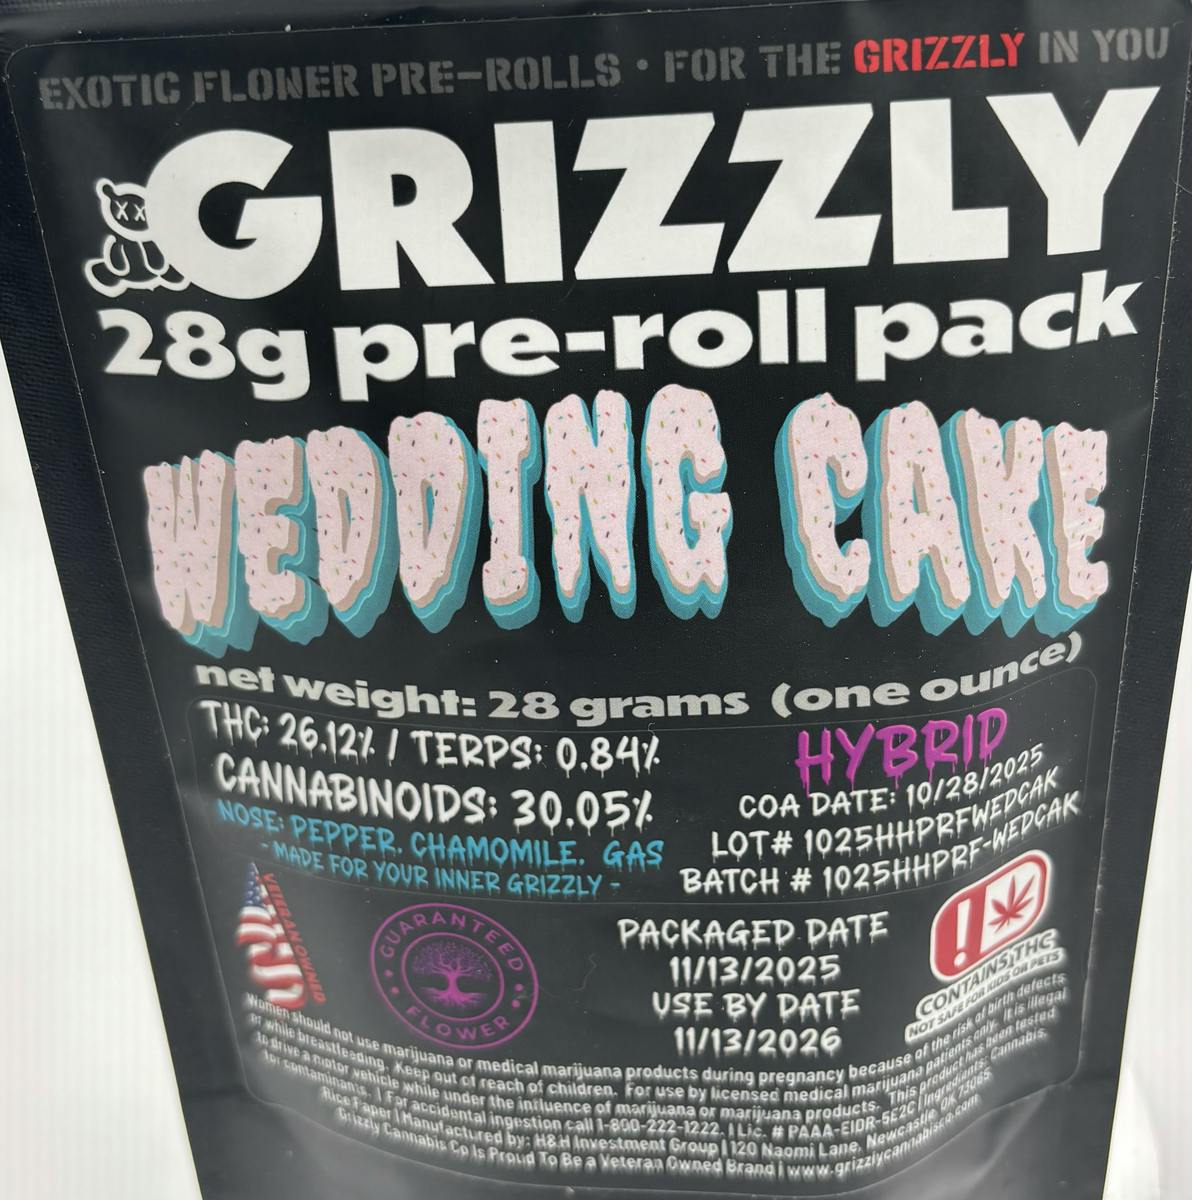 EXOTIC FLOWER PRE-ROLLS • FOR THE GRIZZLY IN YOU
GRIZZLY
28g pre-roll pack
WEDDING CAKE
net weight: 28 grams (one ounce)
THC: 26.12% / TERPS: 0.84%
CANNABINOIDS: 30.05%
NOSE: PEPPER. CHAMOMILE. GAS
- MADE FOR YOUR INNER GRIZZLY -
HYBRID
COA DATE: 10/28/2025
LOT# 1025HHPRFWEDCAK
BATCH # 1025HHPRF-WEDCAK
VETERAN OWNED
GUARANTEED
FLOWER
PACKAGED DATE
11/13/2025
USE BY DATE
11/13/2026
!
CONTAINS THC
NOT SAFE FOR KIDS OR PETS
Women should not use marijuana or medical marijuana products during pregnancy because of the risk of birth defects
or while breastfeeding. Keep out of reach of children. For use by licensed medical marijuana patients only. It is illegal
to drive a motor vehicle while under the influence of marijuana or marijuana products. This product has been tested
for contaminants. | For accidental ingestion call 1-800-222-1222. | Lic. # PAAA-EIDR-5E2C | Ingredients: Cannabis,
Rice Paper | Manufactured by: H&H Investment Group | 120 Naomi Lane, Newcastle, OK 73065
Grizzly Cannabis Co Is Proud To Be a Veteran Owned Brand | www.grizzlycannabisco.com